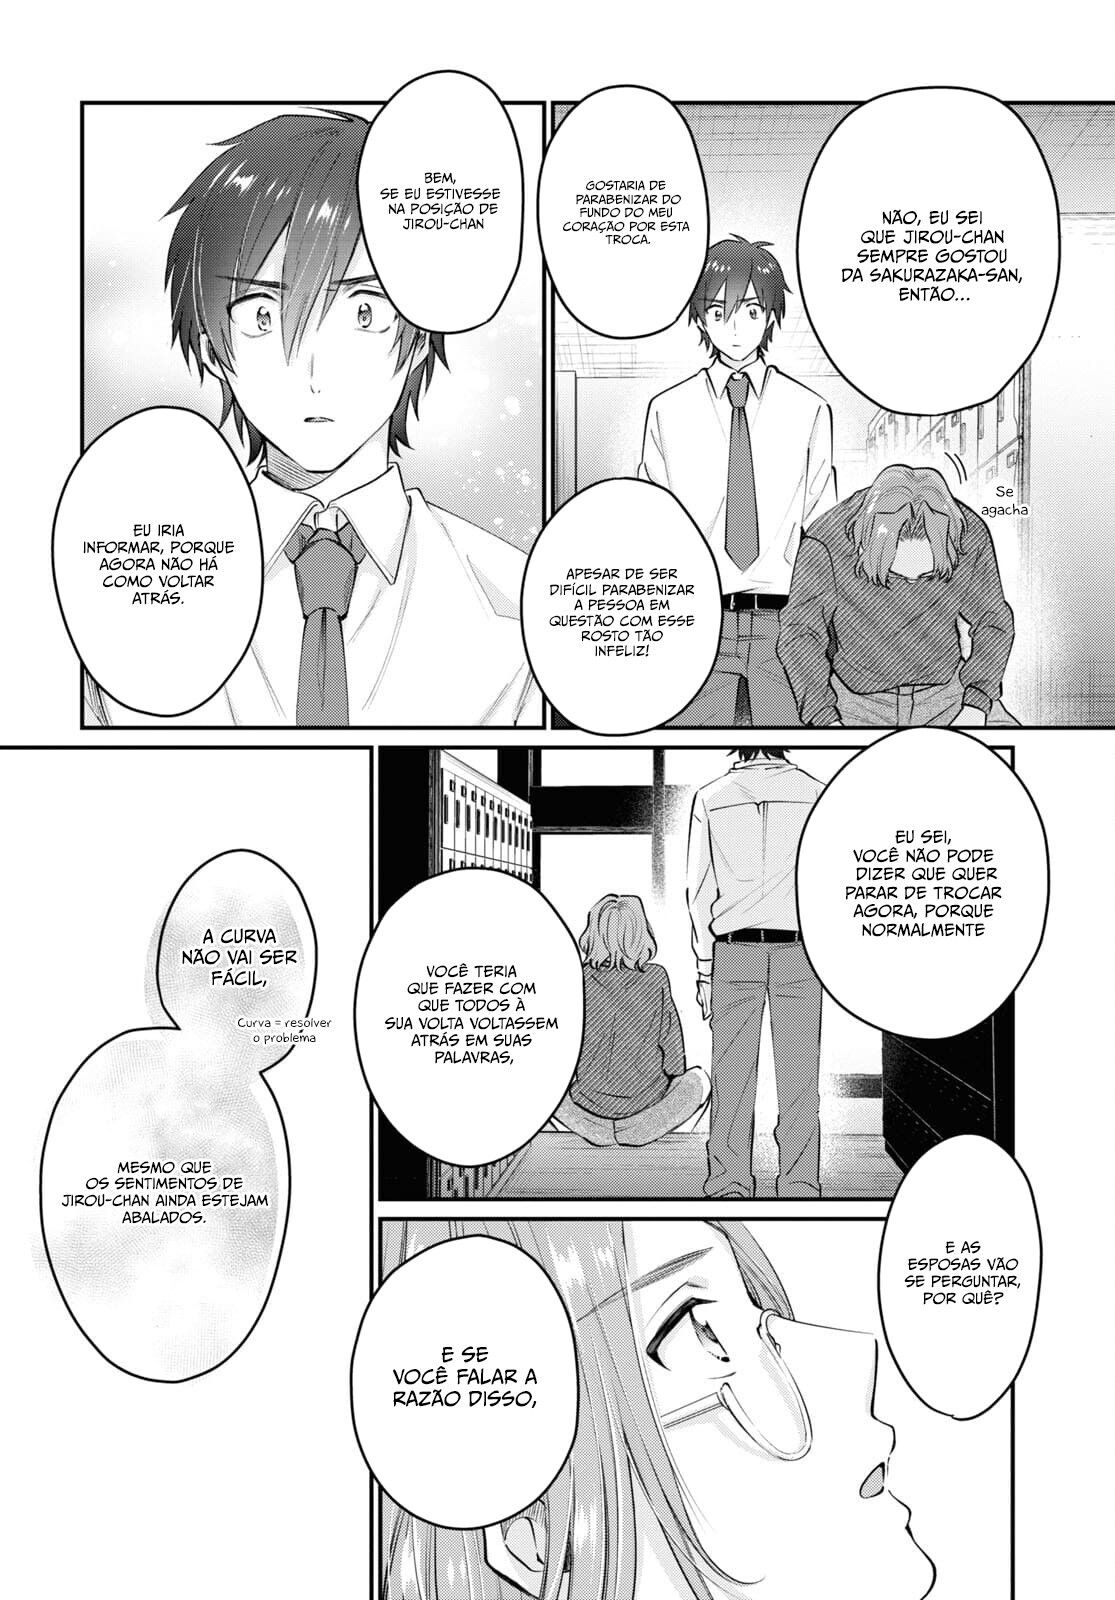 NÃO, EU SEI
QUE JIROU-CHAN
SEMPRE GOSTOU
DA SAKURAZAKA-SAN,
ENTÃO...
GOSTARIA DE
PARABENIZAR DO
FUNDO DO MEU
CORAÇÃO POR ESTA
TROCA.
Se
agacha
APESAR DE SER
DIFÍCIL PARABENIZAR
A PESSOA EM
QUESTÃO COM ESSE
ROSTO TÃO
INFELIZ!
BEM,
SE EU ESTIVESSE
NA POSIÇÃO DE
JIROU-CHAN
EU IRIA
INFORMAR, PORQUE
AGORA NÃO HÁ
COMO VOLTAR
ATRÁS.
EU SEI,
VOCÊ NÃO PODE
DIZER QUE QUER
PARAR DE TROCAR
AGORA, PORQUE
NORMALMENTE
VOCÊ TERIA
QUE FAZER COM
QUE TODOS À
SUA VOLTA VOLTASSEM
ATRÁS EM SUAS
PALAVRAS,
E AS
ESPOSAS VÃO
SE PERGUNTAR,
POR QUÊ?
E SE
VOCÊ FALAR A
RAZÃO DISSO,
A CURVA
NÃO VAI SER
FÁCIL,
Curva = resolver
o problema
MESMO QUE
OS SENTIMENTOS DE
JIROU-CHAN AINDA ESTEJAM
ABALADOS.